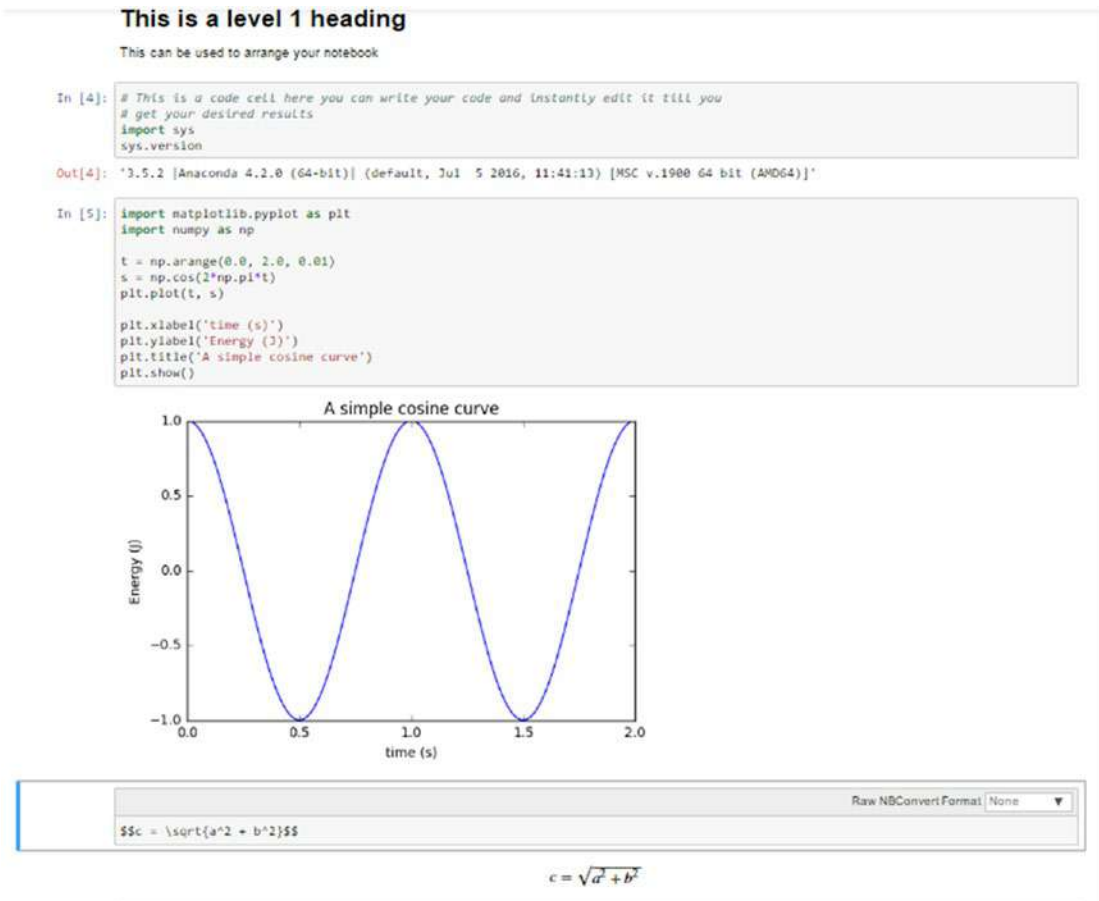 This is a level 1 heading
This can be used to arrange your notebook
In [4]:
# This is a code cell here you can write your code and instantly edit it till you
# get your desired results
import sys
sys.version
Out[4]: '3.5.2 |Anaconda 4.2.0 (64-bit)| (default, Jul  5 2016, 11:41:13) [MSC v.1900 64 bit (AMD64)]'
In [5]:
import matplotlib.pyplot as plt
import numpy as np
t = np.arange(0.0, 2.0, 0.01)
s = np.cos(2*np.pi*t)
plt.plot(t, s)
plt.xlabel('time (s)')
plt.ylabel('Energy (J)')
plt.title('A simple cosine curve')
plt.show()
A simple cosine curve
1.0
0.5
0.0
−0.5
−1.0
Energy (J)
0.0 0.5 1.0 1.5 2.0
time (s)
Raw NBConvert Format None
$$c = \sqrt{a^2 + b^2}$$
c = √a² + b²